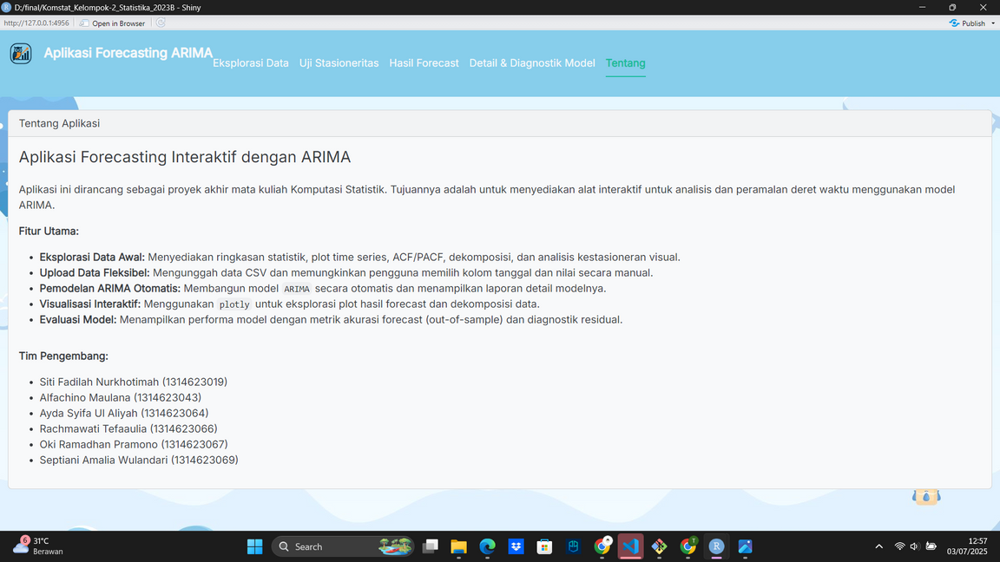 D:/final/Komstat_Kelompok-2_Statistika_2023B - Shiny
http://127.0.0.1:4956
Open in Browser
Publish
Aplikasi Forecasting ARIMA
Eksplorasi Data
Uji Stasioneritas
Hasil Forecast
Detail & Diagnostik Model
Tentang
Tentang Aplikasi
Aplikasi Forecasting Interaktif dengan ARIMA
Aplikasi ini dirancang sebagai proyek akhir mata kuliah Komputasi Statistik. Tujuannya adalah untuk menyediakan alat interaktif untuk analisis dan peramalan deret waktu menggunakan model
ARIMA.
Fitur Utama:
• Eksplorasi Data Awal: Menyediakan ringkasan statistik, plot time series, ACF/PACF, dekomposisi, dan analisis kestasioneran visual.
• Upload Data Fleksibel: Mengunggah data CSV dan memungkinkan pengguna memilih kolom tanggal dan nilai secara manual.
• Pemodelan ARIMA Otomatis: Membangun model ARIMA secara otomatis dan menampilkan laporan detail modelnya.
• Visualisasi Interaktif: Menggunakan plotly untuk eksplorasi plot hasil forecast dan dekomposisi data.
• Evaluasi Model: Menampilkan performa model dengan metrik akurasi forecast (out-of-sample) dan diagnostik residual.
Tim Pengembang:
• Siti Fadilah Nurkhotimah (1314623019)
• Alfachino Maulana (1314623043)
• Ayda Syifa Ul Aliyah (1314623064)
• Rachmawati Tefaaulia (1314623066)
• Oki Ramadhan Pramono (1314623067)
• Septiani Amalia Wulandari (1314623069)
6
31°C
Berawan
Search
12:57
03/07/2025